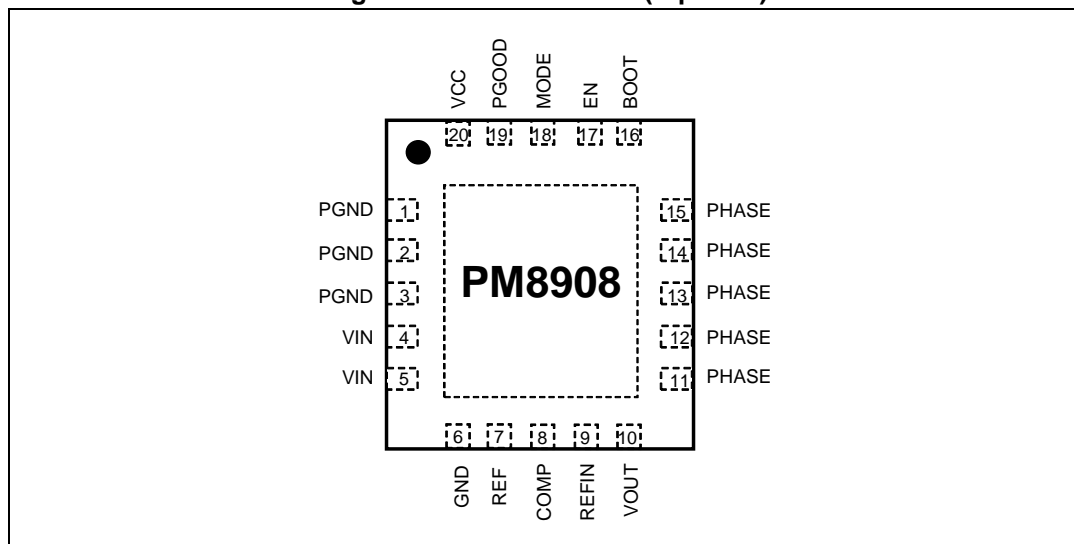 VCC
PGOOD
MODE
EN
BOOT
20
19
18
17
16
PGND 1
PGND 2
PGND 3
VIN 4
VIN 5
PM8908
15 PHASE
14 PHASE
13 PHASE
12 PHASE
11 PHASE
6
7
8
9
10
GND
REF
COMP
REFIN
VOUT